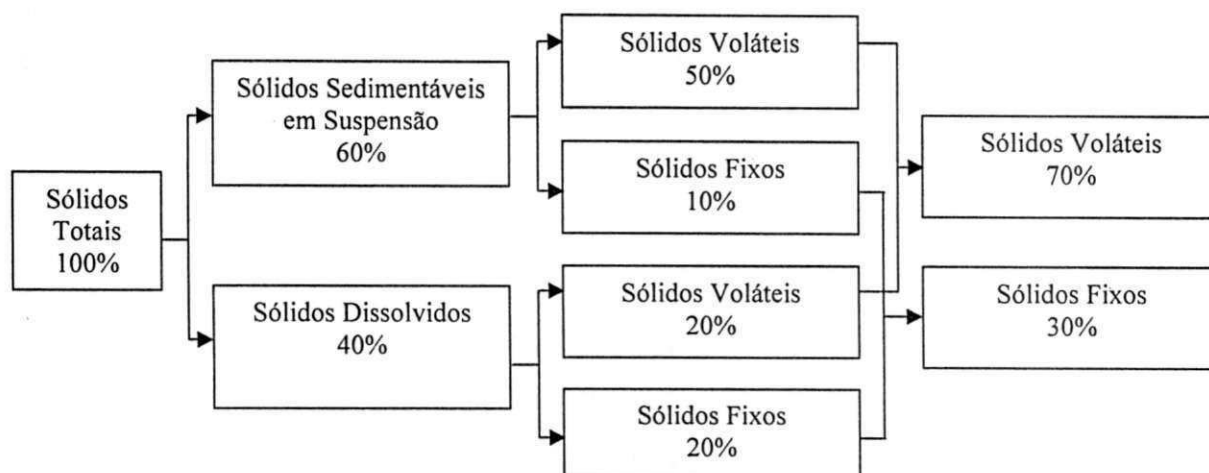 Sólidos
Totais
100%
Sólidos Sedimentáveis
em Suspensão
60%
Sólidos Dissolvidos
40%
Sólidos Voláteis
50%
Sólidos Fixos
10%
Sólidos Voláteis
20%
Sólidos Fixos
20%
Sólidos Voláteis
70%
Sólidos Fixos
30%